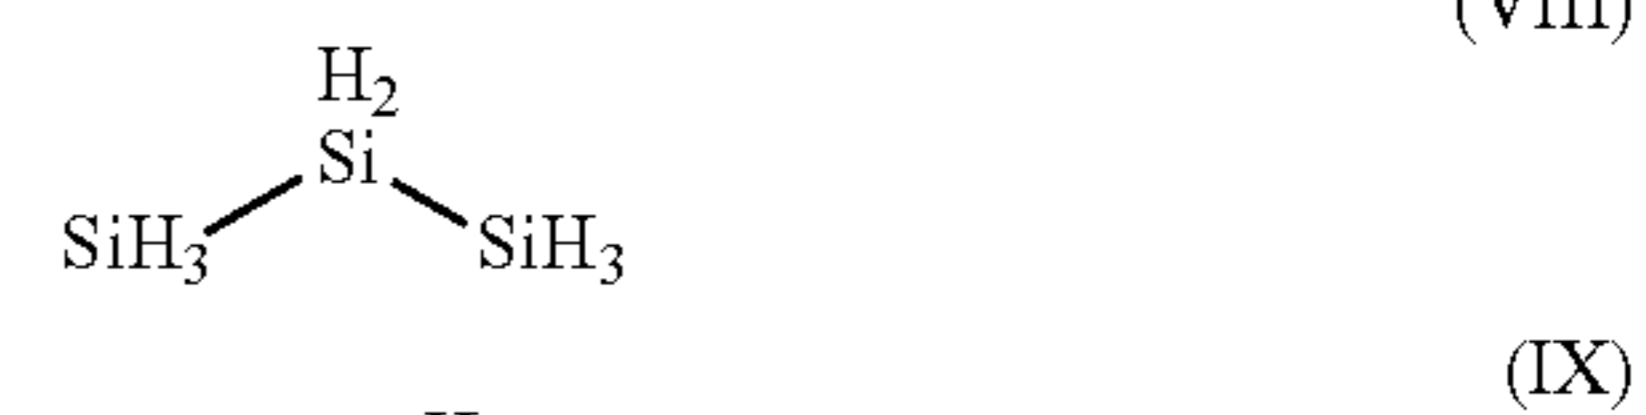 (VIII)
H₂
Si
SiH₃ SiH₃
(IX)
H